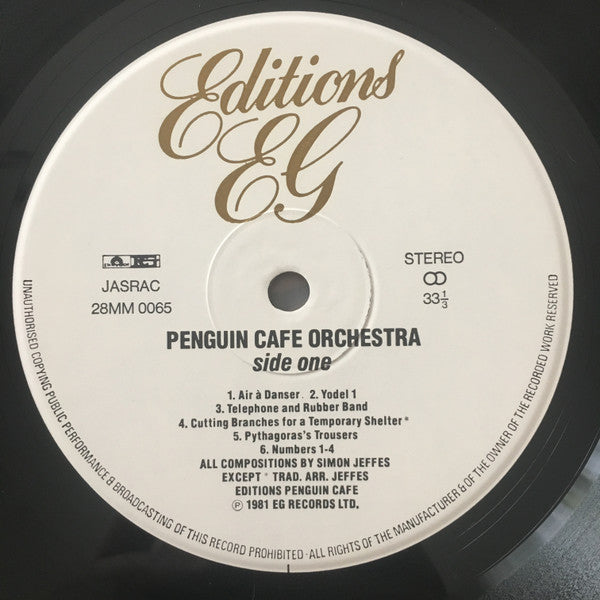 Editions
EG
JASRAC
28MM 0065
STEREO
33⅓
PENGUIN CAFE ORCHESTRA
side one
1. Air à Danser. 2. Yodel 1
3. Telephone and Rubber Band
4. Cutting Branches for a Temporary Shelter*
5. Pythagoras's Trousers
6. Numbers 1-4
ALL COMPOSITIONS BY SIMON JEFFES
EXCEPT * TRAD. ARR. JEFFES
EDITIONS PENGUIN CAFE
Ⓟ 1981 EG RECORDS LTD.
UNAUTHORISED COPYING PUBLIC PERFORMANCE & BROADCASTING OF THIS RECORD PROHIBITED · ALL RIGHTS OF THE MANUFACTURER & OF THE OWNER OF THE RECORDED WORK RESERVED